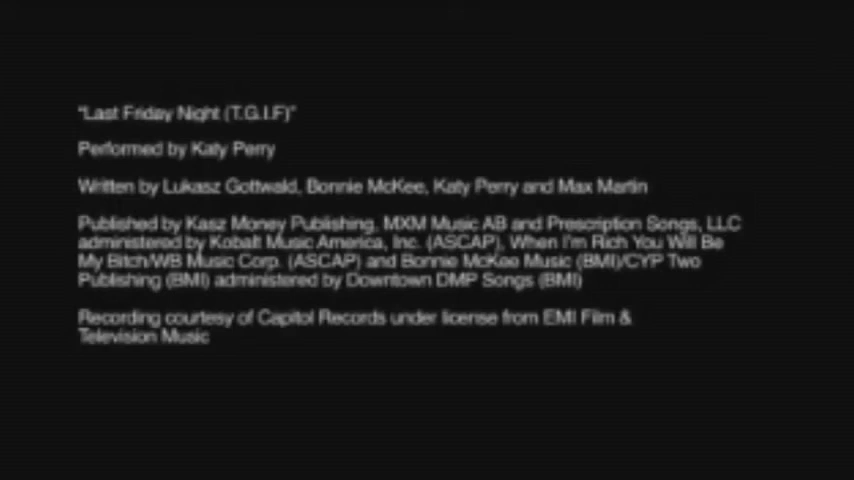 "Last Friday Night (T.G.I.F)"
Performed by Katy Perry
Written by Lukasz Gottwald, Bonnie McKee, Katy Perry and Max Martin
Published by Kasz Money Publishing, MXM Music AB and Prescription Songs, LLC
administered by Kobalt Music America, Inc. (ASCAP), When I'm Rich You Will Be
My Bitch/WB Music Corp. (ASCAP) and Bonnie McKee Music (BMI)/CYP Two
Publishing (BMI) administered by Downtown DMP Songs (BMI)
Recording courtesy of Capitol Records under license from EMI Film &
Television Music